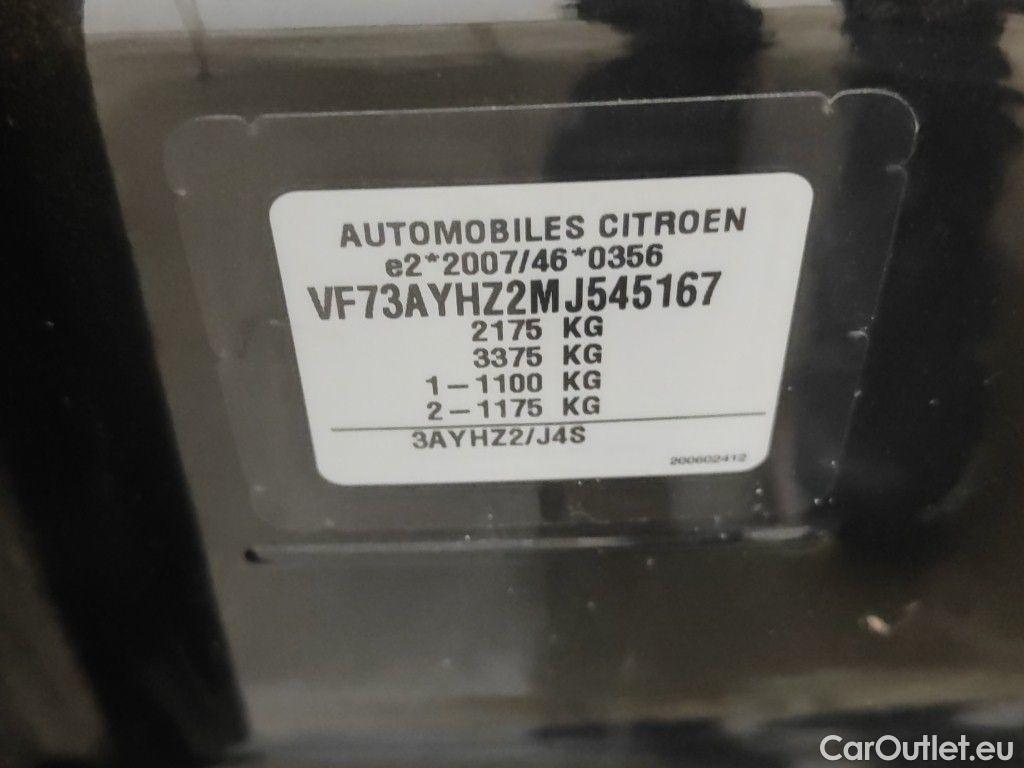 AUTOMOBILES CITROEN
e2*2007/46*0356
VF73AYHZ2MJ545167
2175 KG
3375 KG
1-1100 KG
2-1175 KG
3AYHZ2/J4S
200602412
CarOutlet.eu